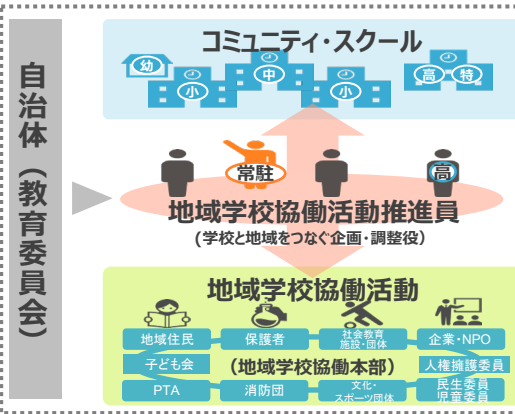 自治体（教育委員会）
コミュニティ・スクール
幼
小
中
小
高
特
常駐
高
地域学校協働活動推進員
(学校と地域をつなぐ企画・調整役)
地域学校協働活動
地域住民
保護者
社会教育
施設・団体
企業・NPO
子ども会
(地域学校協働本部)
人権擁護委員
PTA
消防団
文化・
スポーツ団体
民生委員
児童委員